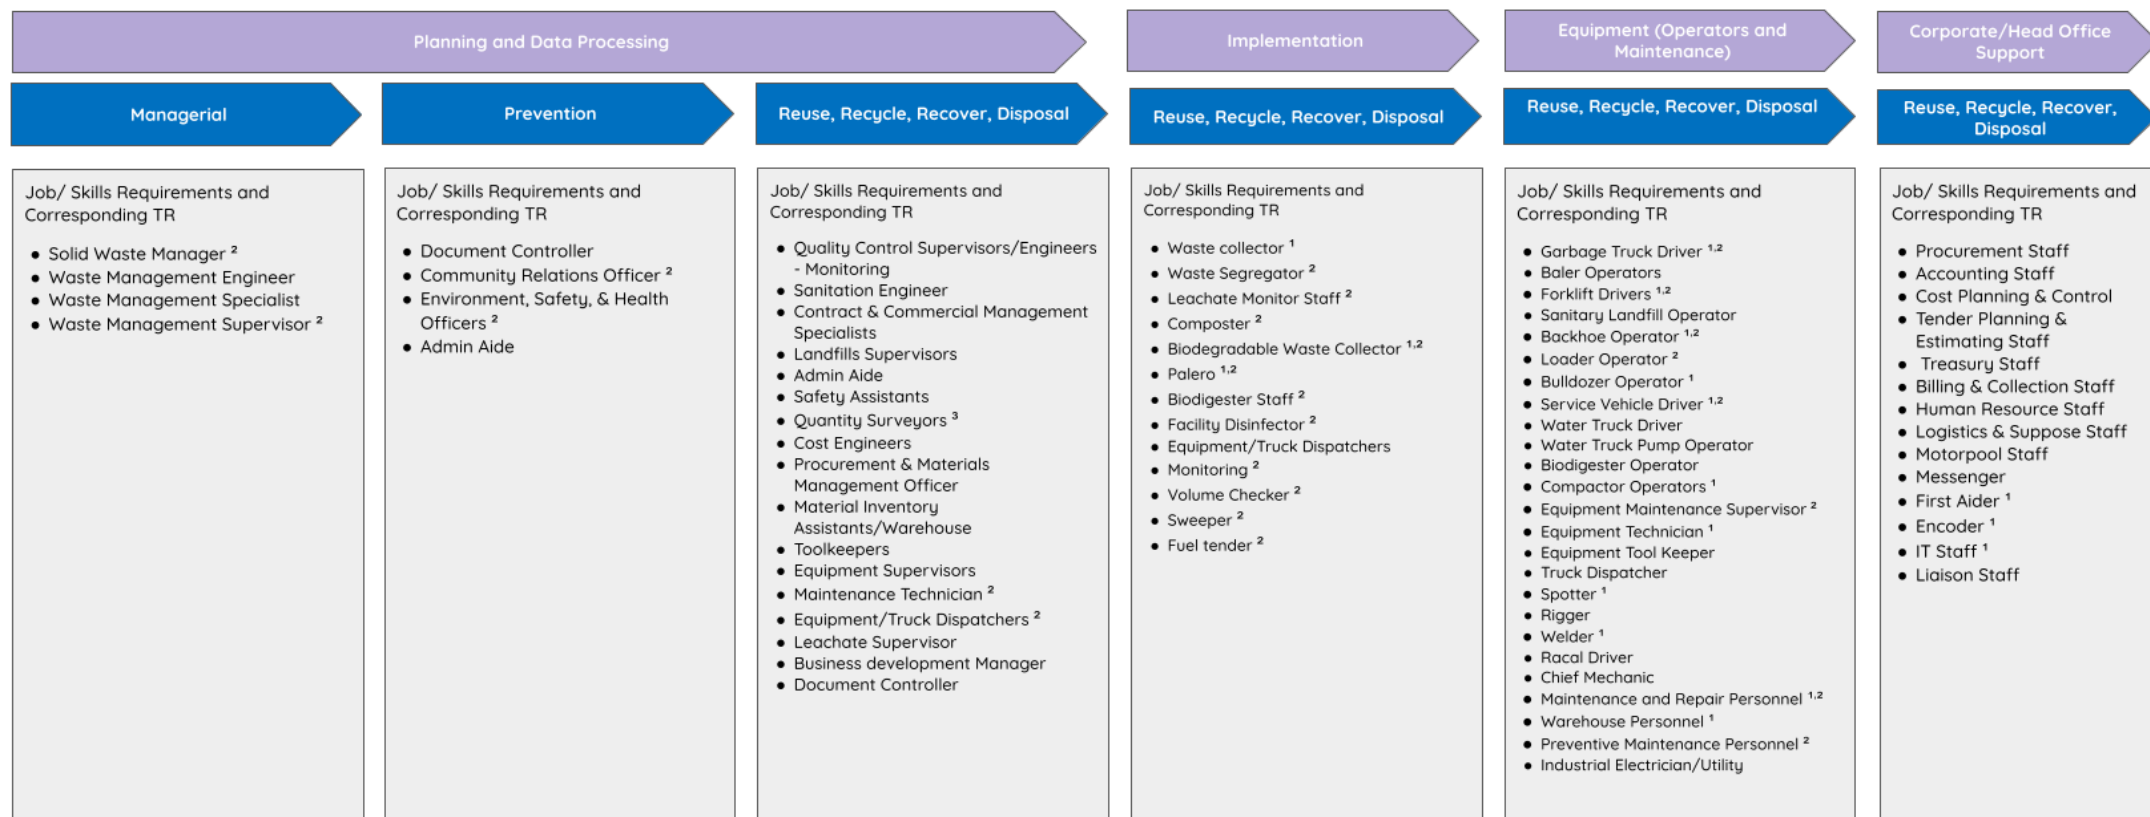 Planning and Data Processing
Implementation
Equipment (Operators and
Maintenance)
Corporate/Head Office
Support
Managerial
Prevention
Reuse, Recycle, Recover, Disposal
Reuse, Recycle, Recover, Disposal
Reuse, Recycle, Recover, Disposal
Reuse, Recycle, Recover,
Disposal
Job/ Skills Requirements and
Corresponding TR
● Solid Waste Manager ²
● Waste Management Engineer
● Waste Management Specialist
● Waste Management Supervisor ²
Job/ Skills Requirements and
Corresponding TR
● Document Controller
● Community Relations Officer ²
● Environment, Safety, & Health
Officers ²
● Admin Aide
Job/ Skills Requirements and
Corresponding TR
● Quality Control Supervisors/Engineers
- Monitoring
● Sanitation Engineer
● Contract & Commercial Management
Specialists
● Landfills Supervisors
● Admin Aide
● Safety Assistants
● Quantity Surveyors ³
● Cost Engineers
● Procurement & Materials
Management Officer
● Material Inventory
Assistants/Warehouse
● Toolkeepers
● Equipment Supervisors
● Maintenance Technician ²
● Equipment/Truck Dispatchers ²
● Leachate Supervisor
● Business development Manager
● Document Controller
Job/ Skills Requirements and
Corresponding TR
● Waste collector ¹
● Waste Segregator ²
● Leachate Monitor Staff ²
● Composter ²
● Biodegradable Waste Collector ¹,²
● Palero ¹,²
● Biodigester Staff ²
● Facility Disinfector ²
● Equipment/Truck Dispatchers
● Monitoring ²
● Volume Checker ²
● Sweeper ²
● Fuel tender ²
Job/ Skills Requirements and
Corresponding TR
● Garbage Truck Driver ¹,²
● Baler Operators
● Forklift Drivers ¹,²
● Sanitary Landfill Operator
● Backhoe Operator ¹,²
● Loader Operator ²
● Bulldozer Operator ¹
● Service Vehicle Driver ¹,²
● Water Truck Driver
● Water Truck Pump Operator
● Biodigester Operator
● Compactor Operators ¹
● Equipment Maintenance Supervisor ²
● Equipment Technician ¹
● Equipment Tool Keeper
● Truck Dispatcher
● Spotter ¹
● Rigger
● Welder ¹
● Racal Driver
● Chief Mechanic
● Maintenance and Repair Personnel ¹,²
● Warehouse Personnel ¹
● Preventive Maintenance Personnel ²
● Industrial Electrician/Utility
Job/ Skills Requirements and
Corresponding TR
● Procurement Staff
● Accounting Staff
● Cost Planning & Control
● Tender Planning &
Estimating Staff
● Treasury Staff
● Billing & Collection Staff
● Human Resource Staff
● Logistics & Suppose Staff
● Motorpool Staff
● Messenger
● First Aider ¹
● Encoder ¹
● IT Staff ¹
● Liaison Staff